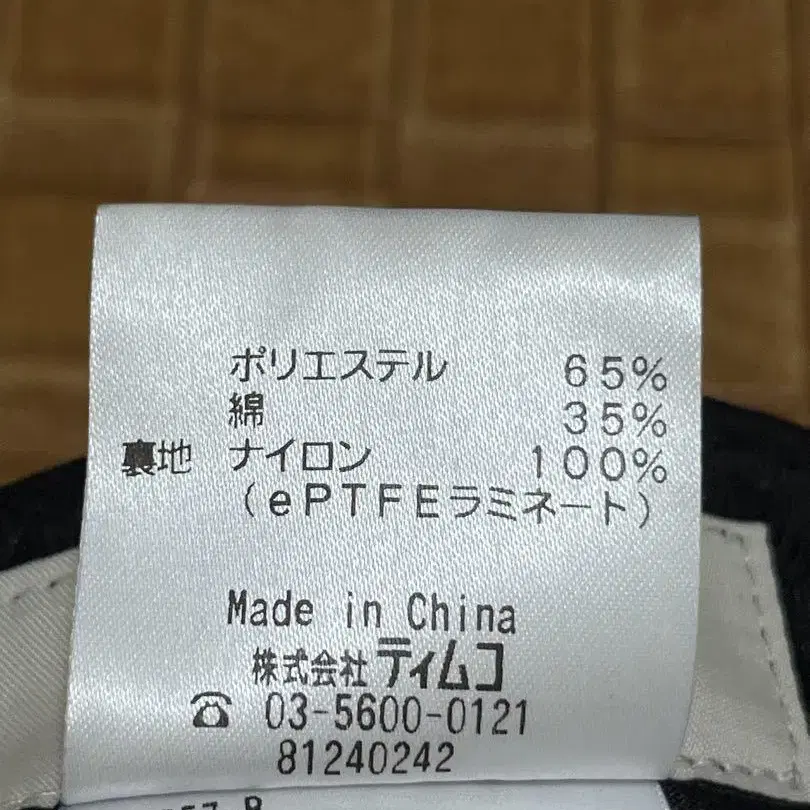 ポリエステル 65%
綿 35%
裏地 ナイロン 100%
(ePTFEラミネート)
Made in China
株式会社ティムコ
☎ 03-5600-0121
81240242